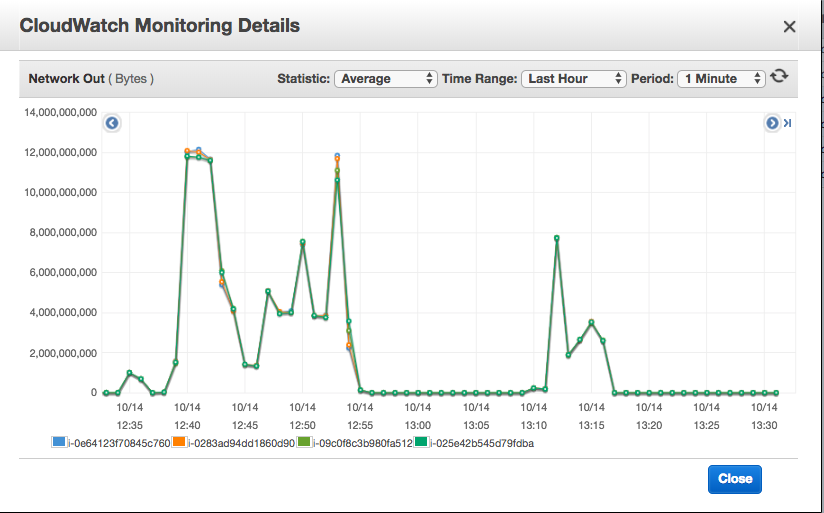 CloudWatch Monitoring Details
Network Out ( Bytes ) Statistic: Average Time Range: Last Hour Period: 1 Minute
14,000,000,000
12,000,000,000
10,000,000,000
8,000,000,000
6,000,000,000
4,000,000,000
2,000,000,000
0
10/14 10/14 10/14 10/14 10/14 10/14 10/14 10/14 10/14 10/14 10/14 10/14
12:35 12:40 12:45 12:50 12:55 13:00 13:05 13:10 13:15 13:20 13:25 13:30
i-0e64123f70845c760 i-0283ad94dd1860d90 i-09c0f8c3b980fa512 i-025e42b545d79fdba
Close